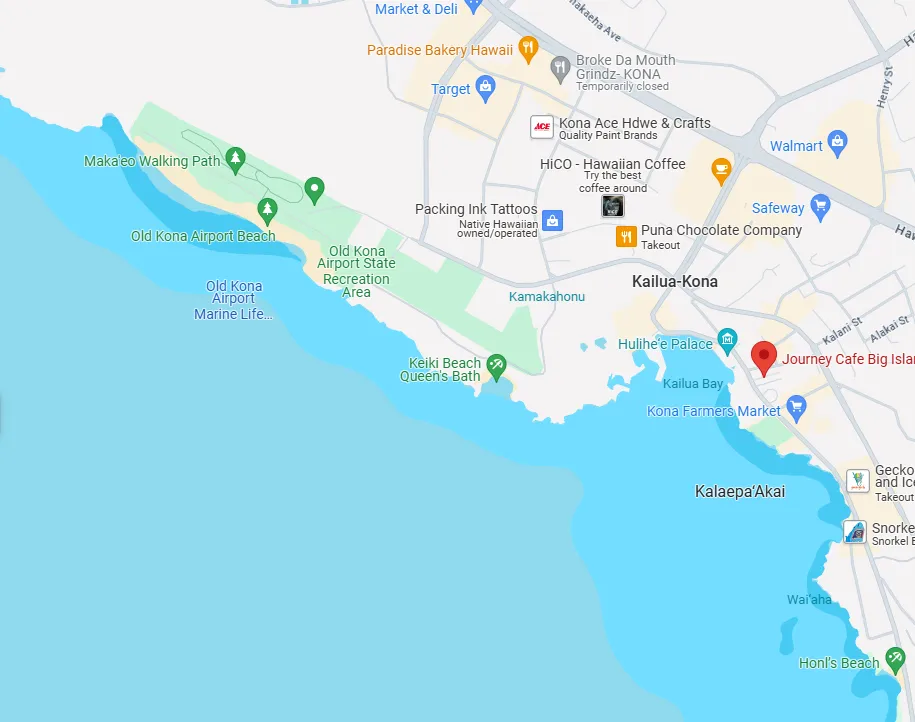 Market & Deli
Makaeha Ave
Paradise Bakery Hawaii
Broke Da Mouth
Grindz- KONA
Temporarily closed
Target
Henry St
ACE
Kona Ace Hdwe & Crafts
Quality Paint Brands
Walmart
Maka'eo Walking Path
HiCO - Hawaiian Coffee
Try the best
coffee around
Packing Ink Tattoos
Native Hawaiian
owned/operated
Safeway
Puna Chocolate Company
Takeout
Haw
Old Kona Airport Beach
Old Kona
Airport State
Recreation
Area
Kailua-Kona
Old Kona
Airport
Marine Life...
Kamakahonu
Kalani St
Alakai St
Hulihe'e Palace
Journey Cafe Big Islar
Keiki Beach
Queen's Bath
Kailua Bay
Kona Farmers Market
Kalaepa'Akai
Gecko
and Ice
Takeout
Snorke
Snorkel E
Wai'aha
Honl's Beach